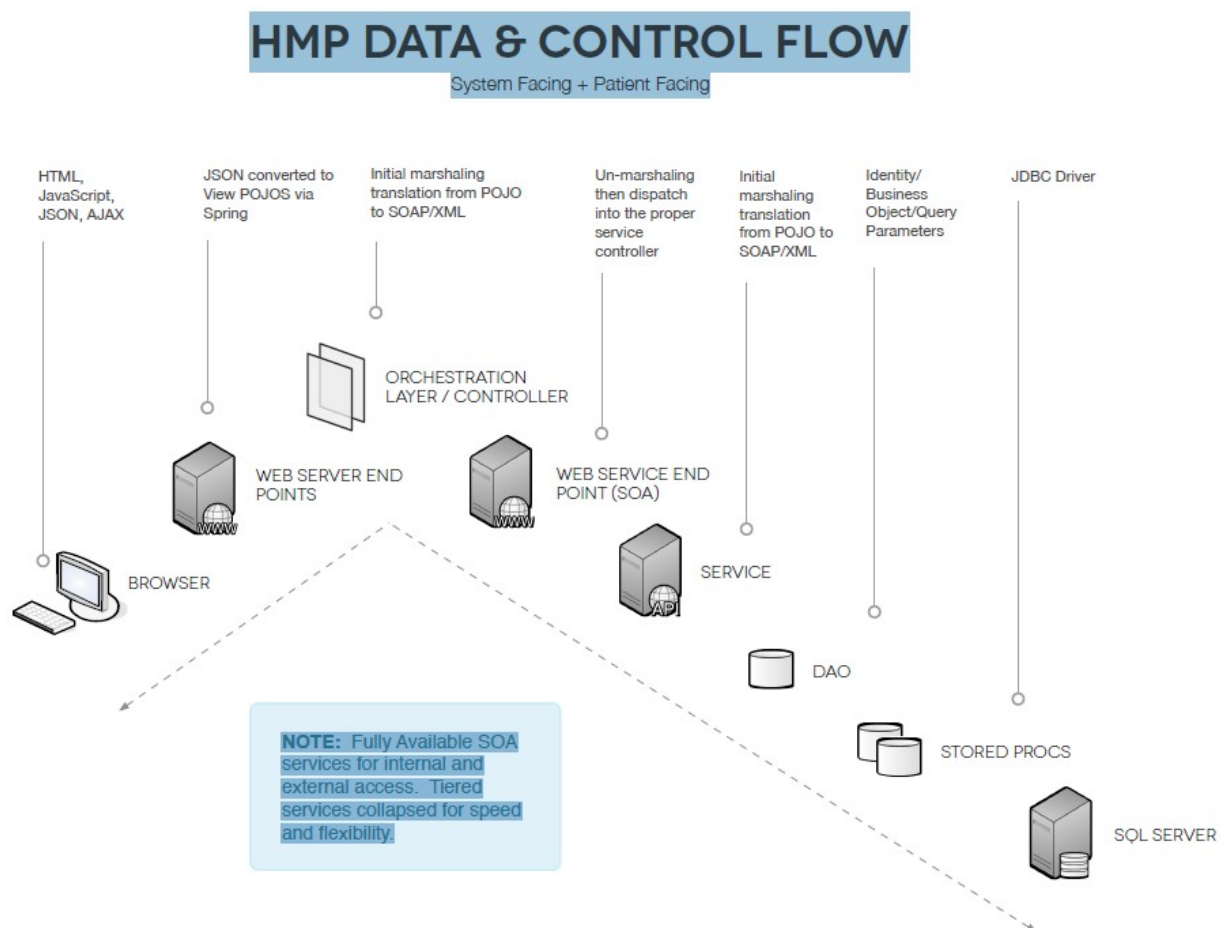 HMP DATA & CONTROL FLOW
System Facing + Patient Facing
HTML,
JavaScript,
JSON, AJAX
JSON converted to
View POJOS via
Spring
Initial marshaling
translation from POJO
to SOAP/XML
Un-marshaling
then dispatch
into the proper
service
controller
Initial
marshaling
translation
from POJO to
SOAP/XML
Identity/
Business
Object/Query
Parameters
JDBC Driver
ORCHESTRATION
LAYER / CONTROLLER
WEB SERVER END
POINTS
WWW
WEB SERVICE END
POINT (SOA)
WWW
BROWSER
SERVICE
API
DAO
STORED PROCS
SQL SERVER
NOTE: Fully Available SOA
services for internal and
external access. Tiered
services collapsed for speed
and flexibility.